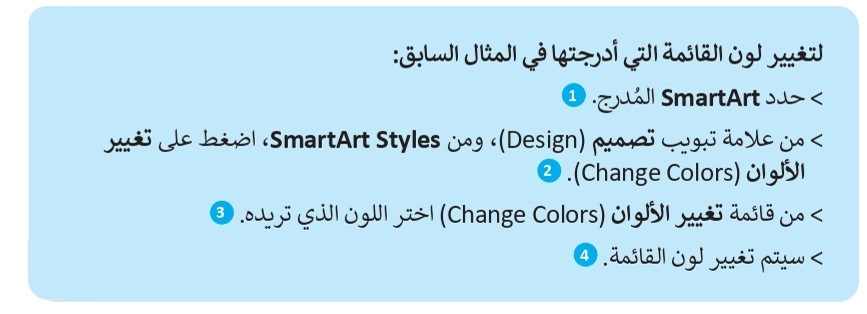 لتغيير لون القائمة التي أدرجتها في المثال السابق:
> حدد SmartArt المُدرج. 1
> من علامة تبويب تصميم (Design)، ومن SmartArt Styles، اضغط على تغيير
الألوان (Change Colors). 2
> من قائمة تغيير الألوان (Change Colors) اختر اللون الذي تريده. 3
> سيتم تغيير لون القائمة. 4